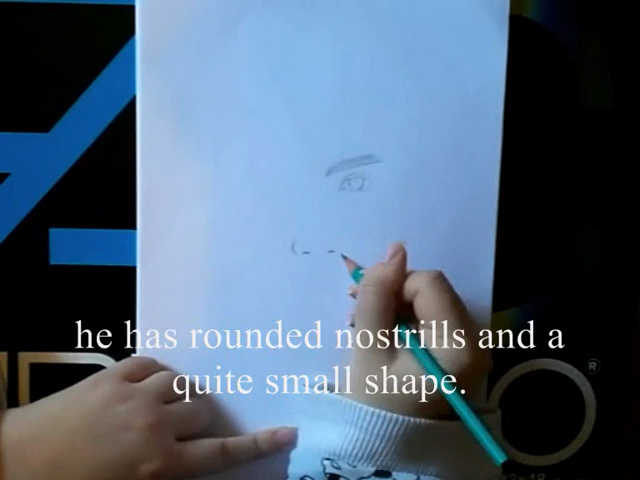 he has rounded nostrills and a
quite small shape.
®